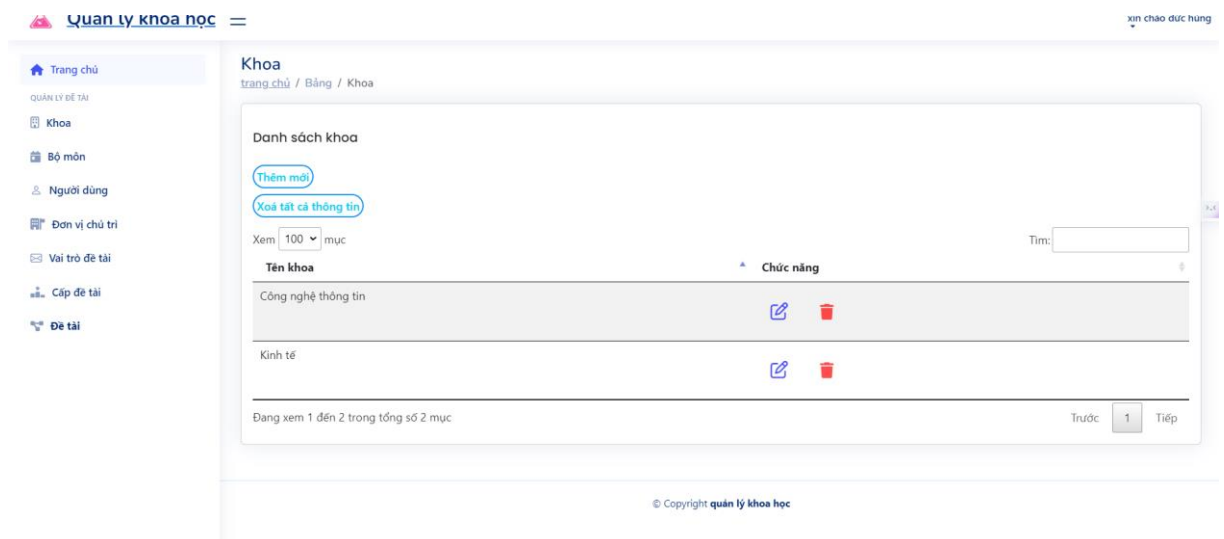 Quản lý khoa học
xin chào đức hùng
Trang chủ
QUẢN LÝ ĐỀ TÀI
Khoa
Bộ môn
Người dùng
Đơn vị chủ trì
Vai trò đề tài
Cấp đề tài
Đề tài
Khoa
trang chủ / Bảng / Khoa
Danh sách khoa
Thêm mới
Xoá tất cả thông tin
Xem 100 mục
Tìm:
Tên khoa Chức năng
Công nghệ thông tin
Kinh tế
Đang xem 1 đến 2 trong tổng số 2 mục
Trước 1 Tiếp
© Copyright quản lý khoa học